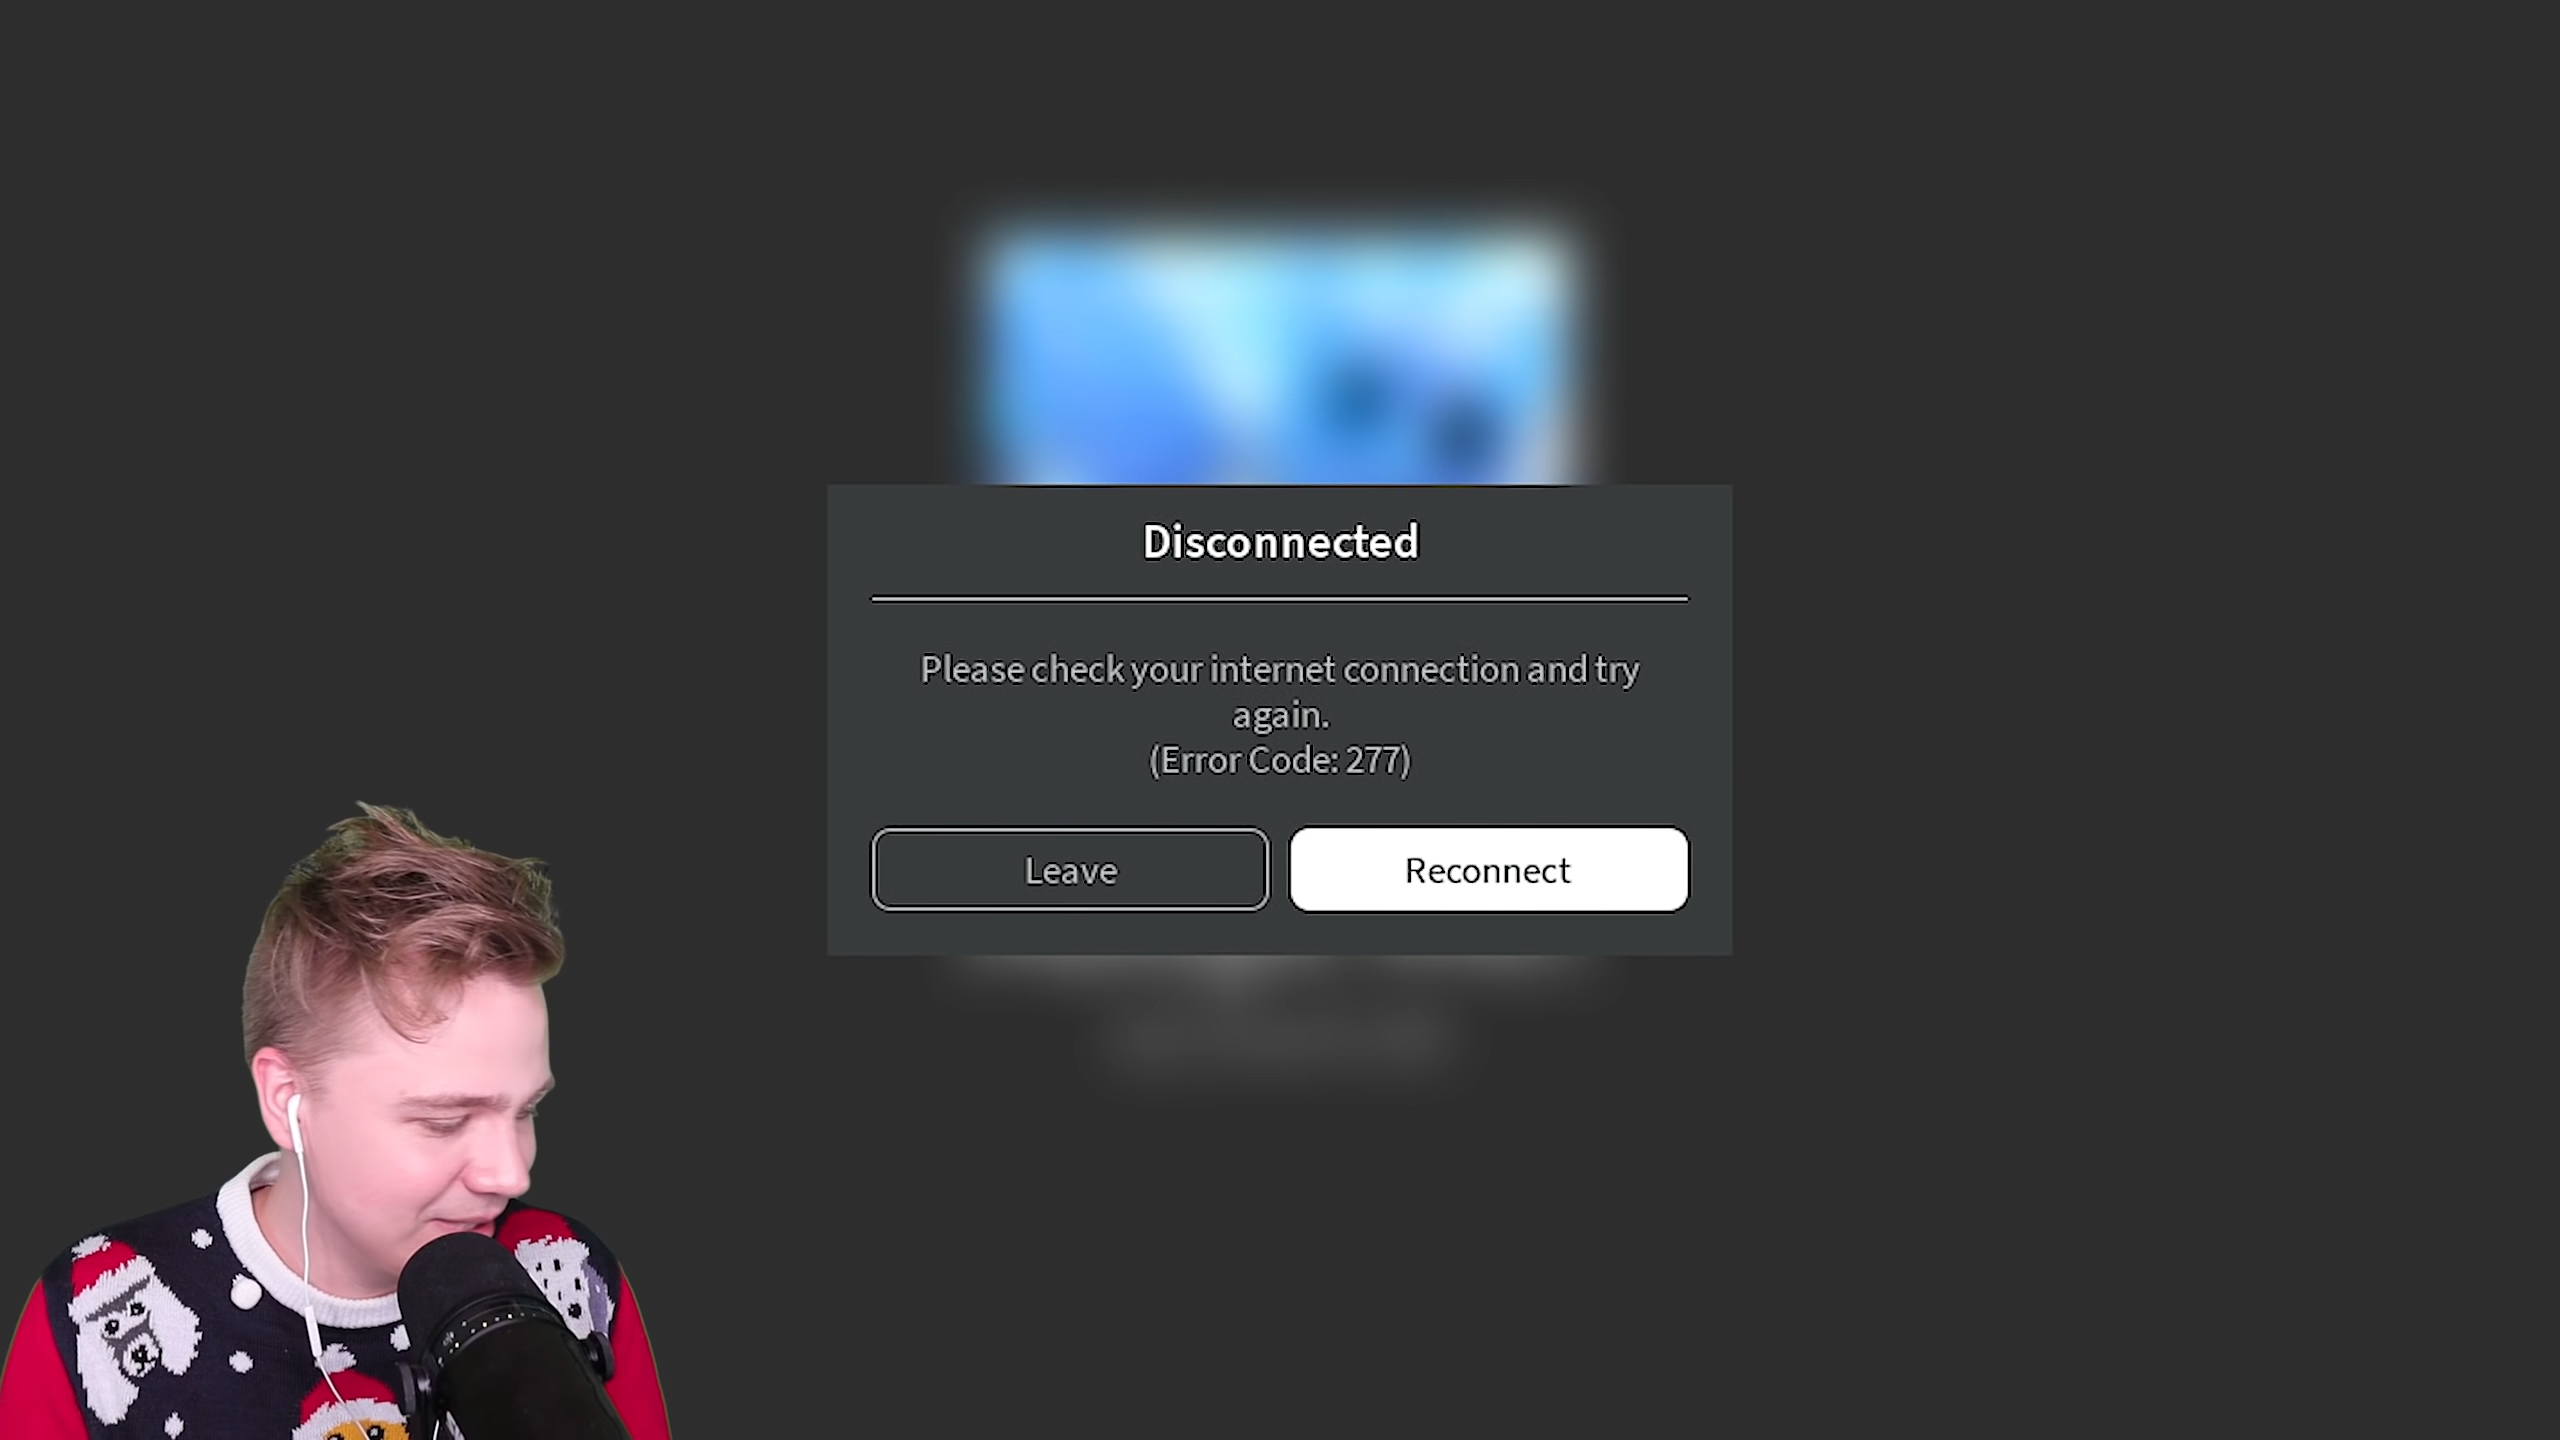 Disconnected
Please check your internet connection and try
again.
(Error Code: 277)
Leave
Reconnect